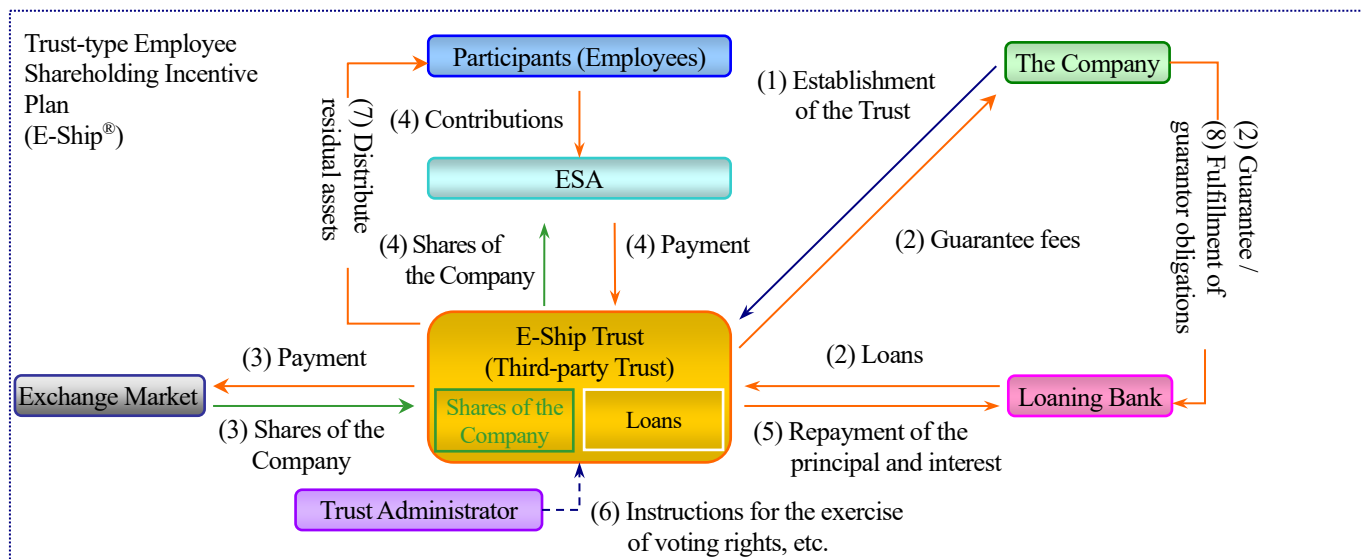 Trust-type Employee
Shareholding Incentive
Plan
(E-Ship®)
Participants (Employees)
The Company
(1) Establishment
of the Trust
(7) Distribute
residual assets
(4) Contributions
(2) Guarantee /
(8) Fulfillment of
guarantor obligations
ESA
(4) Shares of
the Company
(4) Payment
(2) Guarantee fees
E-Ship Trust
(Third-party Trust)
(3) Payment
(2) Loans
Exchange Market
Shares of the
Company
Loans
Loaning Bank
(3) Shares of the
Company
(5) Repayment of the
principal and interest
Trust Administrator
(6) Instructions for the exercise
of voting rights, etc.